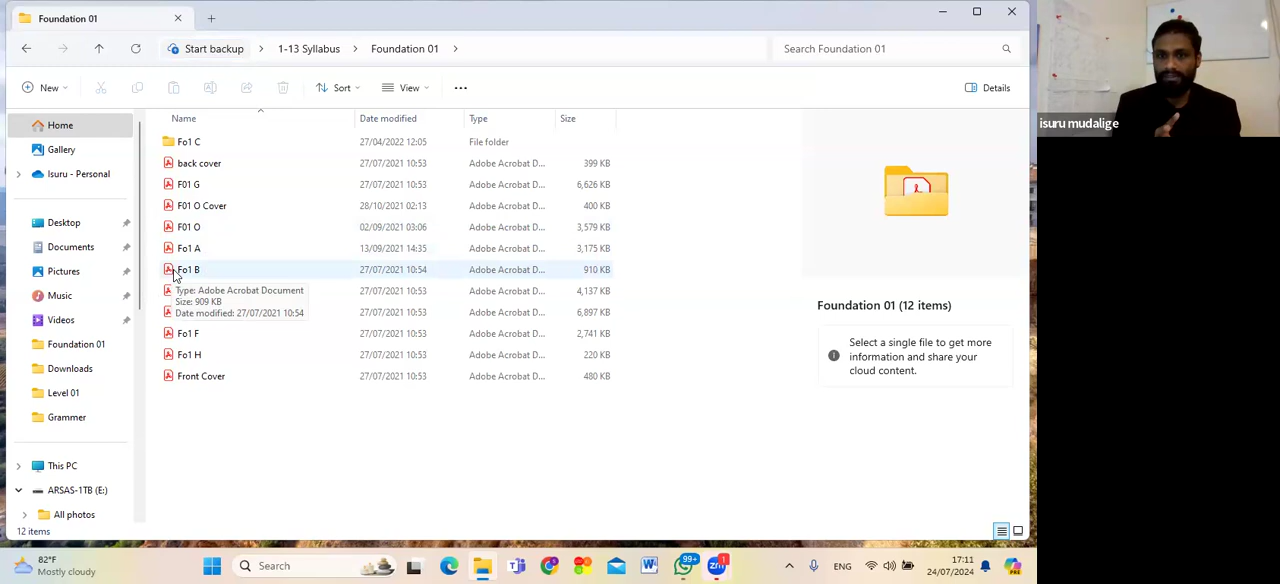 Foundation 01
Start backup > 1-13 Syllabus > Foundation 01 >
Search Foundation 01
New
Sort
View
Details
Home
Gallery
Isuru - Personal
Desktop
Documents
Pictures
Music
Videos
Foundation 01
Downloads
Level 01
Grammer
This PC
ARSAS-1TB (E:)
All photos
12 items
Name Date modified Type Size
Fo1 C 27/04/2022 12:05 File folder
back cover 27/07/2021 10:53 Adobe Acrobat D... 399 KB
F01 G 27/07/2021 10:53 Adobe Acrobat D... 6,626 KB
F01 O Cover 28/10/2021 02:13 Adobe Acrobat D... 400 KB
F01 O 02/09/2021 03:06 Adobe Acrobat D... 3,579 KB
Fo1 A 13/09/2021 14:35 Adobe Acrobat D... 3,175 KB
Fo1 B 27/07/2021 10:54 Adobe Acrobat D... 910 KB
27/07/2021 10:53 Adobe Acrobat D... 4,137 KB
27/07/2021 10:53 Adobe Acrobat D... 6,897 KB
Fo1 F 27/07/2021 10:53 Adobe Acrobat D... 2,741 KB
Fo1 H 27/07/2021 10:53 Adobe Acrobat D... 220 KB
Front Cover 27/07/2021 10:53 Adobe Acrobat D... 480 KB
Type: Adobe Acrobat Document
Size: 909 KB
Date modified: 27/07/2021 10:54
Foundation 01 (12 items)
Select a single file to get more
information and share your
cloud content.
isuru mudalige
82°F
Mostly cloudy
Search
99+
1
ENG
17:11
24/07/2024